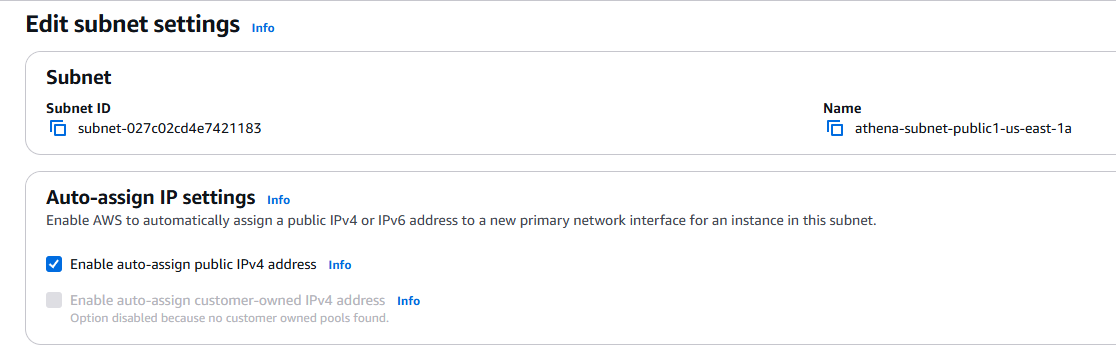 Edit subnet settings Info
Subnet
Subnet ID
subnet-027c02cd4e7421183
Name
athena-subnet-public1-us-east-1a
Auto-assign IP settings Info
Enable AWS to automatically assign a public IPv4 or IPv6 address to a new primary network interface for an instance in this subnet.
Enable auto-assign public IPv4 address Info
Enable auto-assign customer-owned IPv4 address Info
Option disabled because no customer owned pools found.